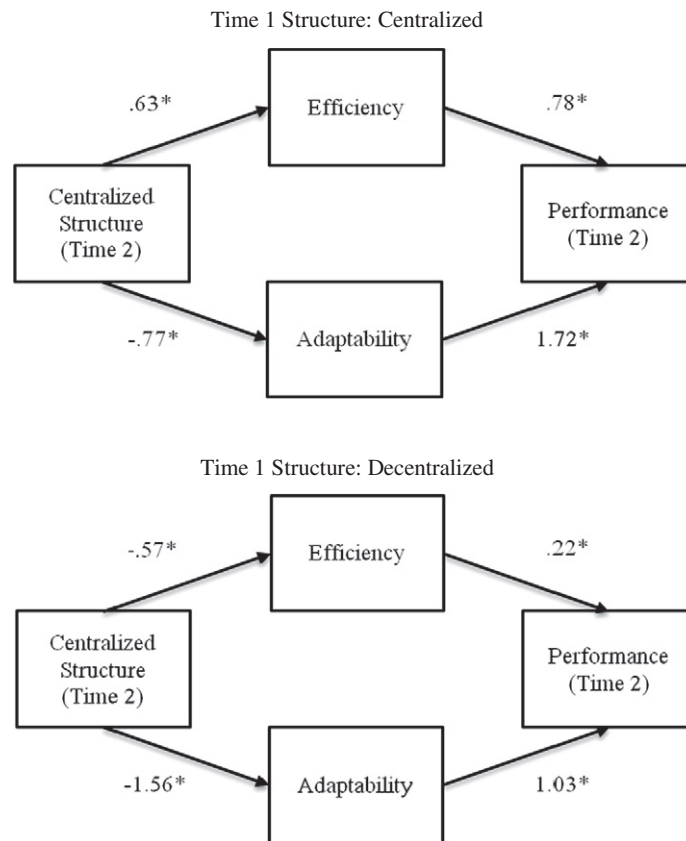 Time 1 Structure: Centralized
.63*
Efficiency
.78*
Centralized
Structure
(Time 2)
Performance
(Time 2)
-.77*
Adaptability
1.72*
Time 1 Structure: Decentralized
-.57*
Efficiency
.22*
Centralized
Structure
(Time 2)
Performance
(Time 2)
-1.56*
Adaptability
1.03*